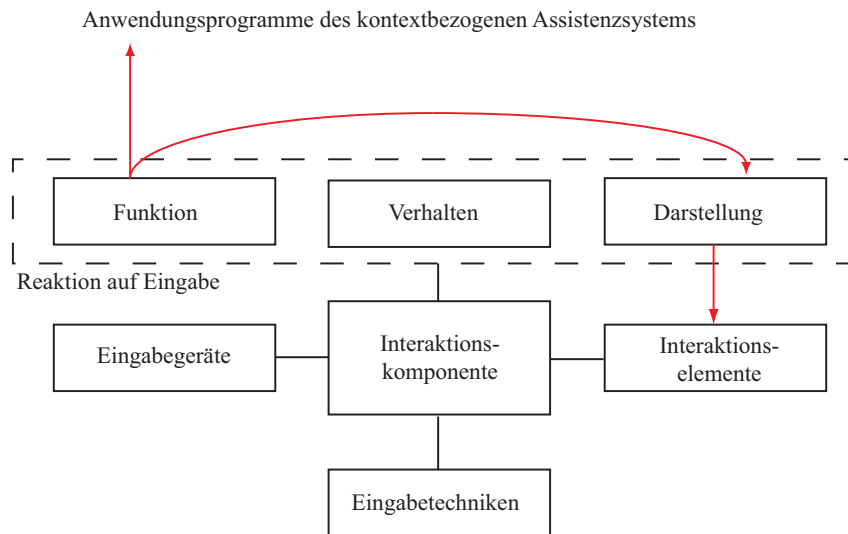 Anwendungsprogramme des kontextbezogenen Assistenzsystems
Funktion
Verhalten
Darstellung
Reaktion auf Eingabe
Eingabegeräte
Interaktions-
komponente
Interaktions-
elemente
Eingabetechniken